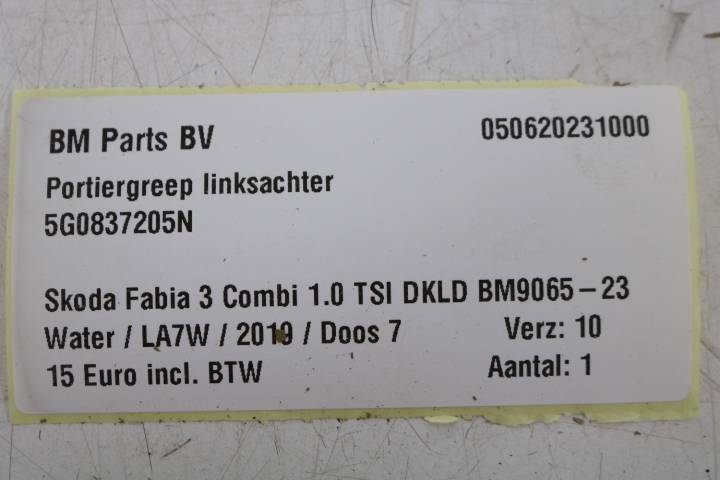 BM Parts BV 050620231000
Portiergreep linksachter
5G0837205N
Skoda Fabia 3 Combi 1.0 TSI DKLD BM9065-23
Water / LA7W / 2019 / Doos 7 Verz: 10
15 Euro incl. BTW Aantal: 1